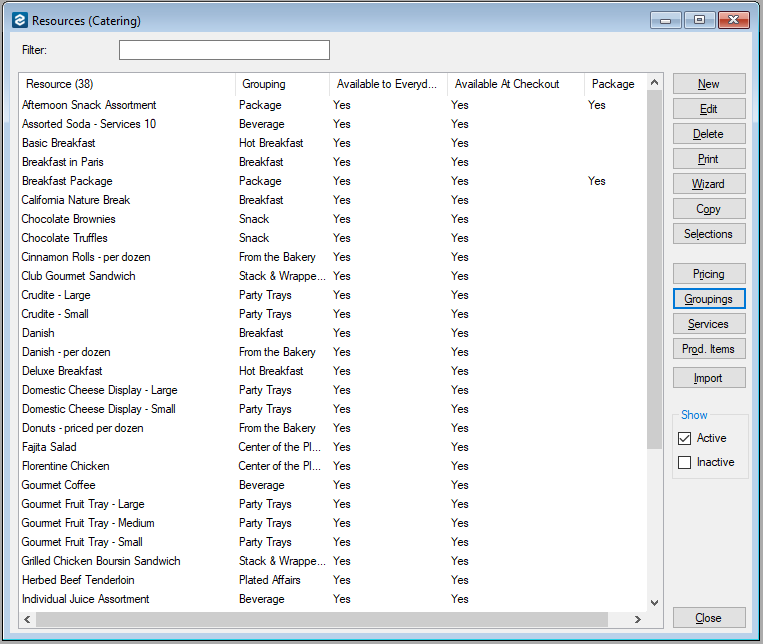 Resources (Catering)
Filter:
Resource (38) Grouping Available to Everyd... Available At Checkout Package
Afternoon Snack Assortment Package Yes Yes Yes
Assorted Soda - Services 10 Beverage Yes Yes
Basic Breakfast Hot Breakfast Yes Yes
Breakfast in Paris Breakfast Yes Yes
Breakfast Package Package Yes Yes Yes
California Nature Break Breakfast Yes Yes
Chocolate Brownies Snack Yes Yes
Chocolate Truffles Snack Yes Yes
Cinnamon Rolls - per dozen From the Bakery Yes Yes
Club Gourmet Sandwich Stack & Wrappe... Yes Yes
Crudite - Large Party Trays Yes Yes
Crudite - Small Party Trays Yes Yes
Danish Breakfast Yes Yes
Danish - per dozen From the Bakery Yes Yes
Deluxe Breakfast Hot Breakfast Yes Yes
Domestic Cheese Display - Large Party Trays Yes Yes
Domestic Cheese Display - Small Party Trays Yes Yes
Donuts - priced per dozen From the Bakery Yes Yes
Fajita Salad Center of the Pl... Yes Yes
Florentine Chicken Center of the Pl... Yes Yes
Gourmet Coffee Beverage Yes Yes
Gourmet Fruit Tray - Large Party Trays Yes Yes
Gourmet Fruit Tray - Medium Party Trays Yes Yes
Gourmet Fruit Tray - Small Party Trays Yes Yes
Grilled Chicken Boursin Sandwich Stack & Wrappe... Yes Yes
Herbed Beef Tenderloin Plated Affairs Yes Yes
Individual Juice Assortment Beverage Yes Yes
New
Edit
Delete
Print
Wizard
Copy
Selections
Pricing
Groupings
Services
Prod. Items
Import
Show
Active
Inactive
Close